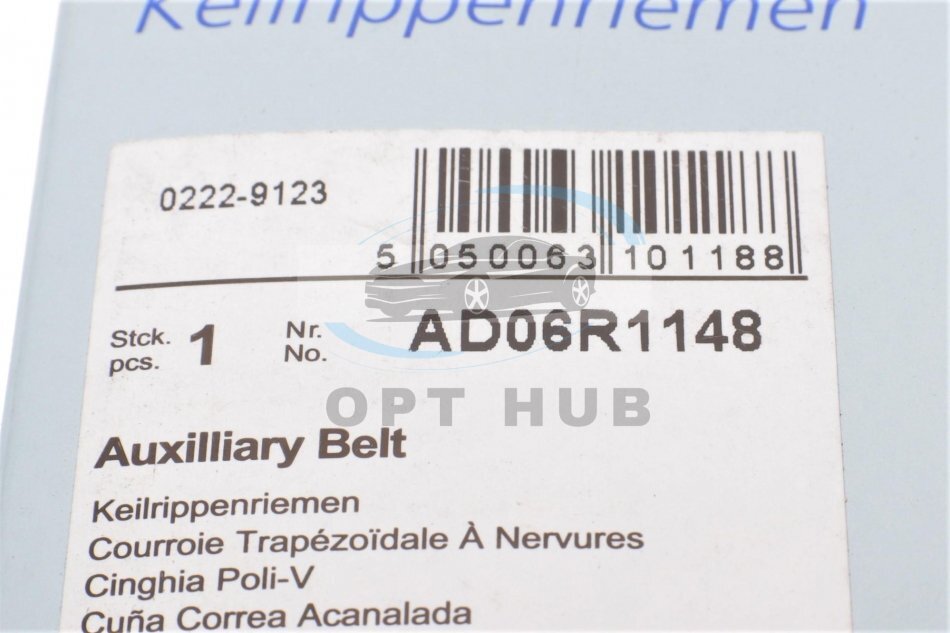 Keilrippenriemen
0222-9123
5 050063 101188
Stck. 1 Nr. AD06R1148
pcs. No.
OPT HUB
Auxilliary Belt
Keilrippenriemen
Courroie Trapézoïdale À Nervures
Cinghia Poli-V
Cuña Correa Acanalada